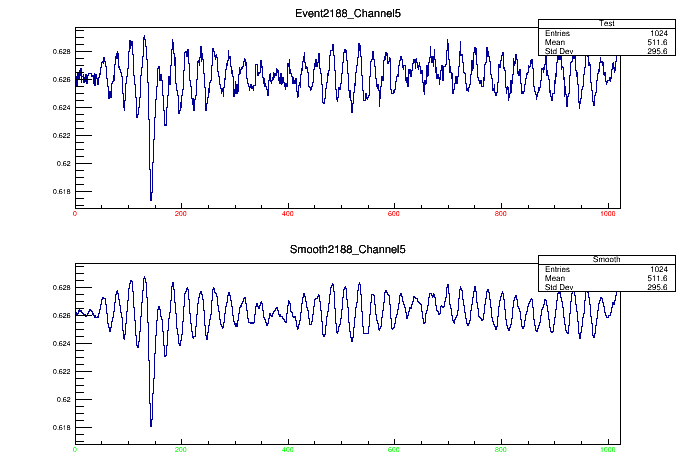 Event2188_Channel5
Test
Entries 1024
Mean 511.6
Std Dev 295.6
0.628
0.626
0.624
0.622
0.62
0.618
0 200 400 600 800 1000
Smooth2188_Channel5
Smooth
Entries 1024
Mean 511.6
Std Dev 295.6
0.628
0.626
0.624
0.622
0.62
0.618
0 200 400 600 800 1000